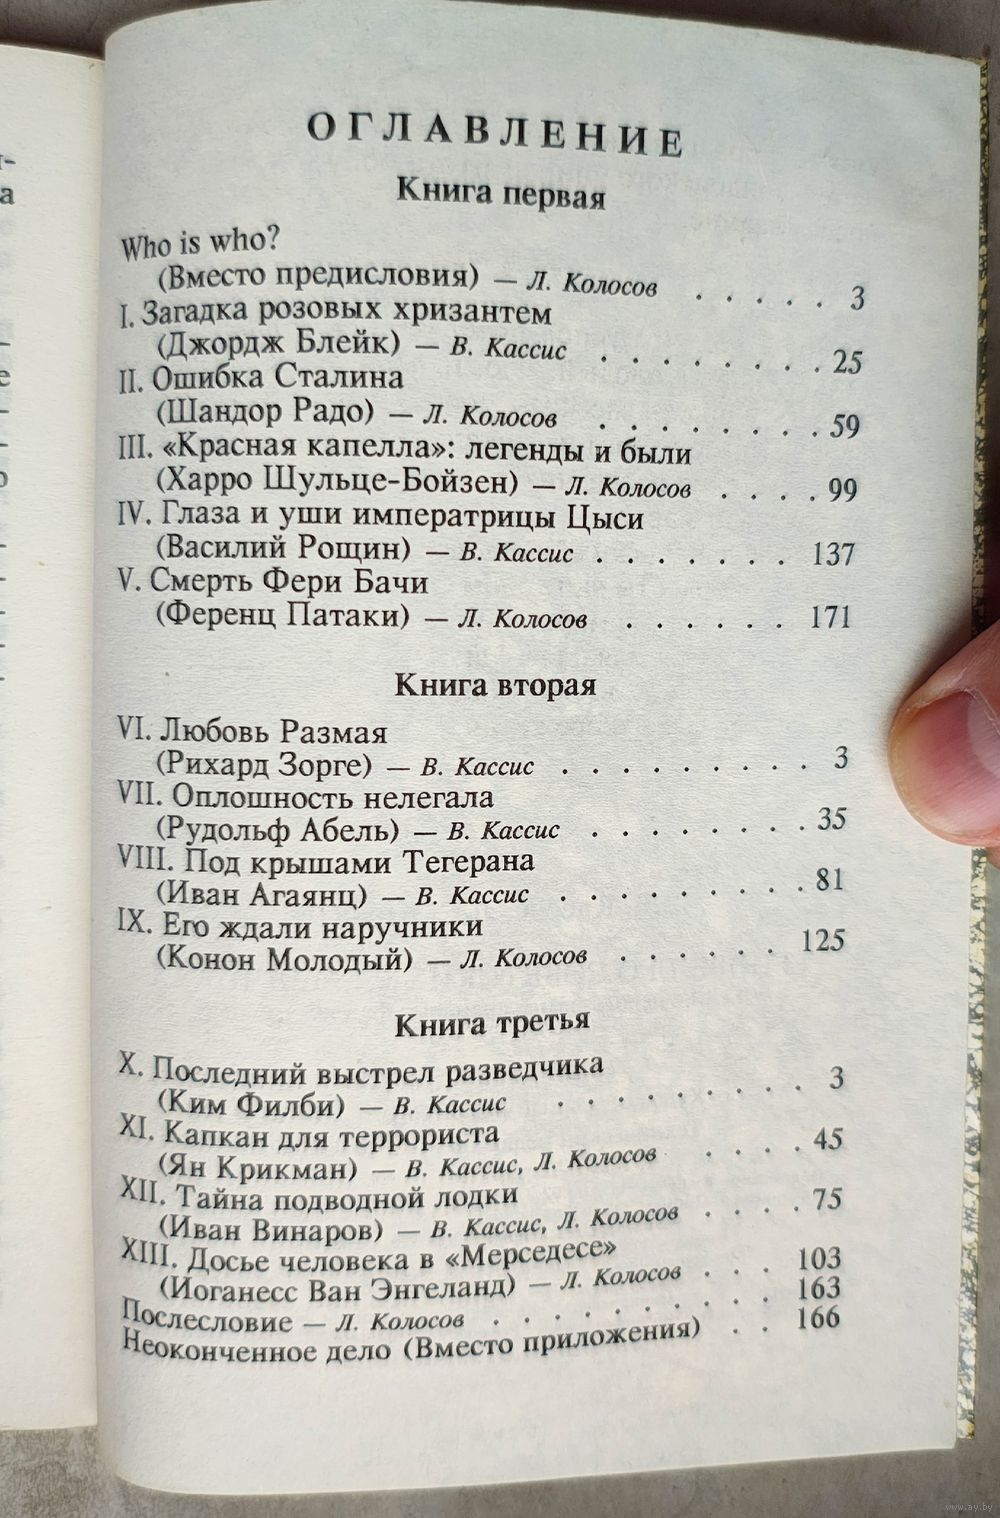 ОГЛАВЛЕНИЕ
Книга первая
Who is who?
(Вместо предисловия) — Л. Колосов . . . . . 3
I. Загадка розовых хризантем
(Джордж Блейк) — В. Кассис . . . . . . . . 25
II. Ошибка Сталина
(Шандор Радо) — Л. Колосов . . . . . . . . 59
III. «Красная капелла»: легенды и были
(Харро Шульце-Бойзен) — Л. Колосов . . . . 99
IV. Глаза и уши императрицы Цыси
(Василий Рощин) — В. Кассис . . . . . . . 137
V. Смерть Фери Бачи
(Ференц Патаки) — Л. Колосов . . . . . . 171
Книга вторая
VI. Любовь Размая
(Рихард Зорге) — В. Кассис . . . . . . . . . 3
VII. Оплошность нелегала
(Рудольф Абель) — В. Кассис . . . . . . . . 35
VIII. Под крышами Тегерана
(Иван Агаянц) — В. Кассис . . . . . . . . . 81
IX. Его ждали наручники
(Конон Молодый) — Л. Колосов . . . . . . 125
Книга третья
X. Последний выстрел разведчика
(Ким Филби) — В. Кассис . . . . . . . . . 3
XI. Капкан для террориста
(Ян Крикман) — В. Кассис, Л. Колосов . . . . 45
XII. Тайна подводной лодки
(Иван Винаров) — В. Кассис, Л. Колосов . . . . 75
XIII. Досье человека в «Мерседесе»
(Иоганесс Ван Энгеланд) — Л. Колосов . . . 103
Послесловие — Л. Колосов . . . . . . . . . . 163
Неоконченное дело (Вместо приложения) . . 166
www.ay.by